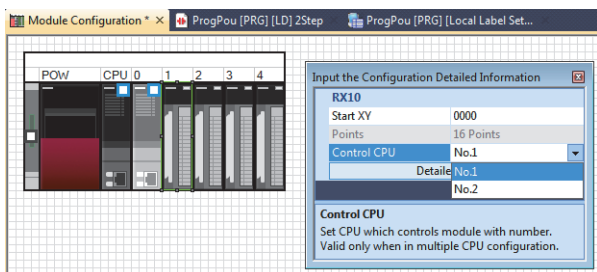 Module Configuration * × ProgPou [PRG] [LD] 2Step ProgPou [PRG] [Local Label Set...
POW CPU 0 1 2 3 4
Input the Configuration Detailed Information
RX10
Start XY 0000
Points 16 Points
Control CPU No.1
Detaile No.1
No.2
Control CPU
Set CPU which controls module with number.
Valid only when in multiple CPU configuration.